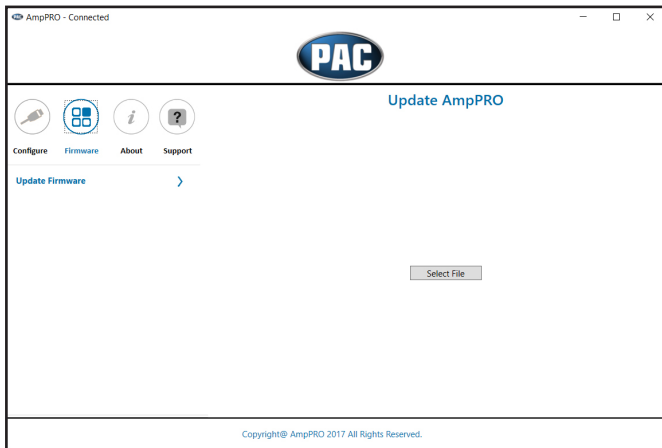 AmpPRO - Connected
PAC
Update AmpPRO
Configure Firmware About Support
Update Firmware
Select File
Copyright@ AmpPRO 2017 All Rights Reserved.